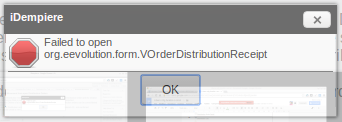 iDempiere
Failed to open
org.eevolution.form.VOrderDistributionReceipt
OK